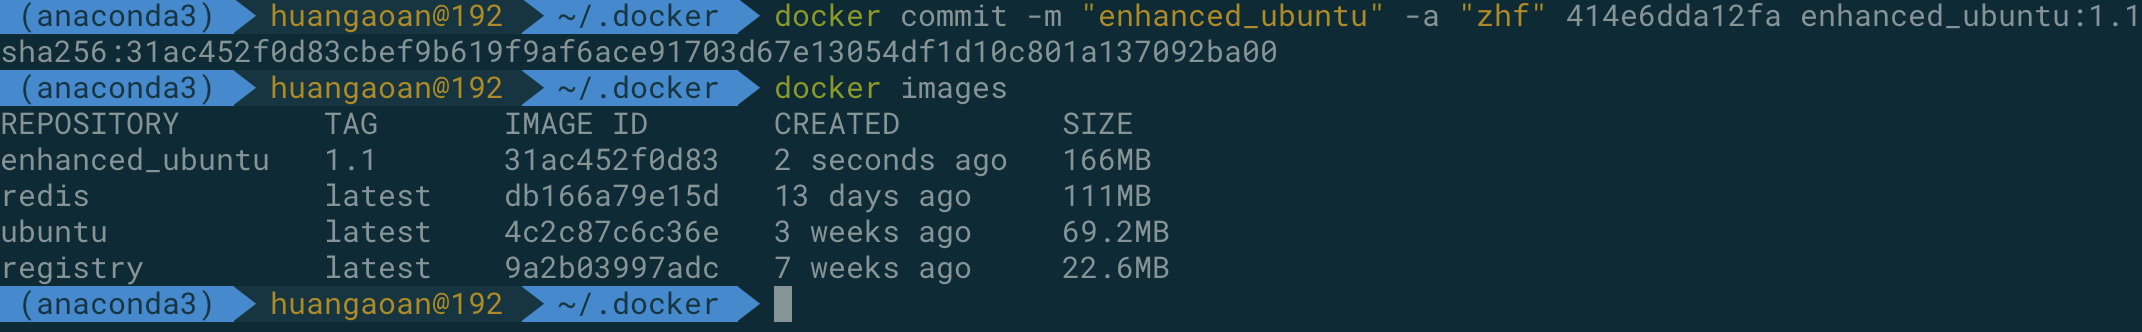 (anaconda3) huangaoan@192 ~/.docker docker commit -m "enhanced_ubuntu" -a "zhf" 414e6dda12fa enhanced_ubuntu:1.1
sha256:31ac452f0d83cbef9b619f9af6ace91703d67e13054df1d10c801a137092ba00
(anaconda3) huangaoan@192 ~/.docker docker images
REPOSITORY TAG IMAGE ID CREATED SIZE
enhanced_ubuntu 1.1 31ac452f0d83 2 seconds ago 166MB
redis latest db166a79e15d 13 days ago 111MB
ubuntu latest 4c2c87c6c36e 3 weeks ago 69.2MB
registry latest 9a2b03997adc 7 weeks ago 22.6MB
(anaconda3) huangaoan@192 ~/.docker